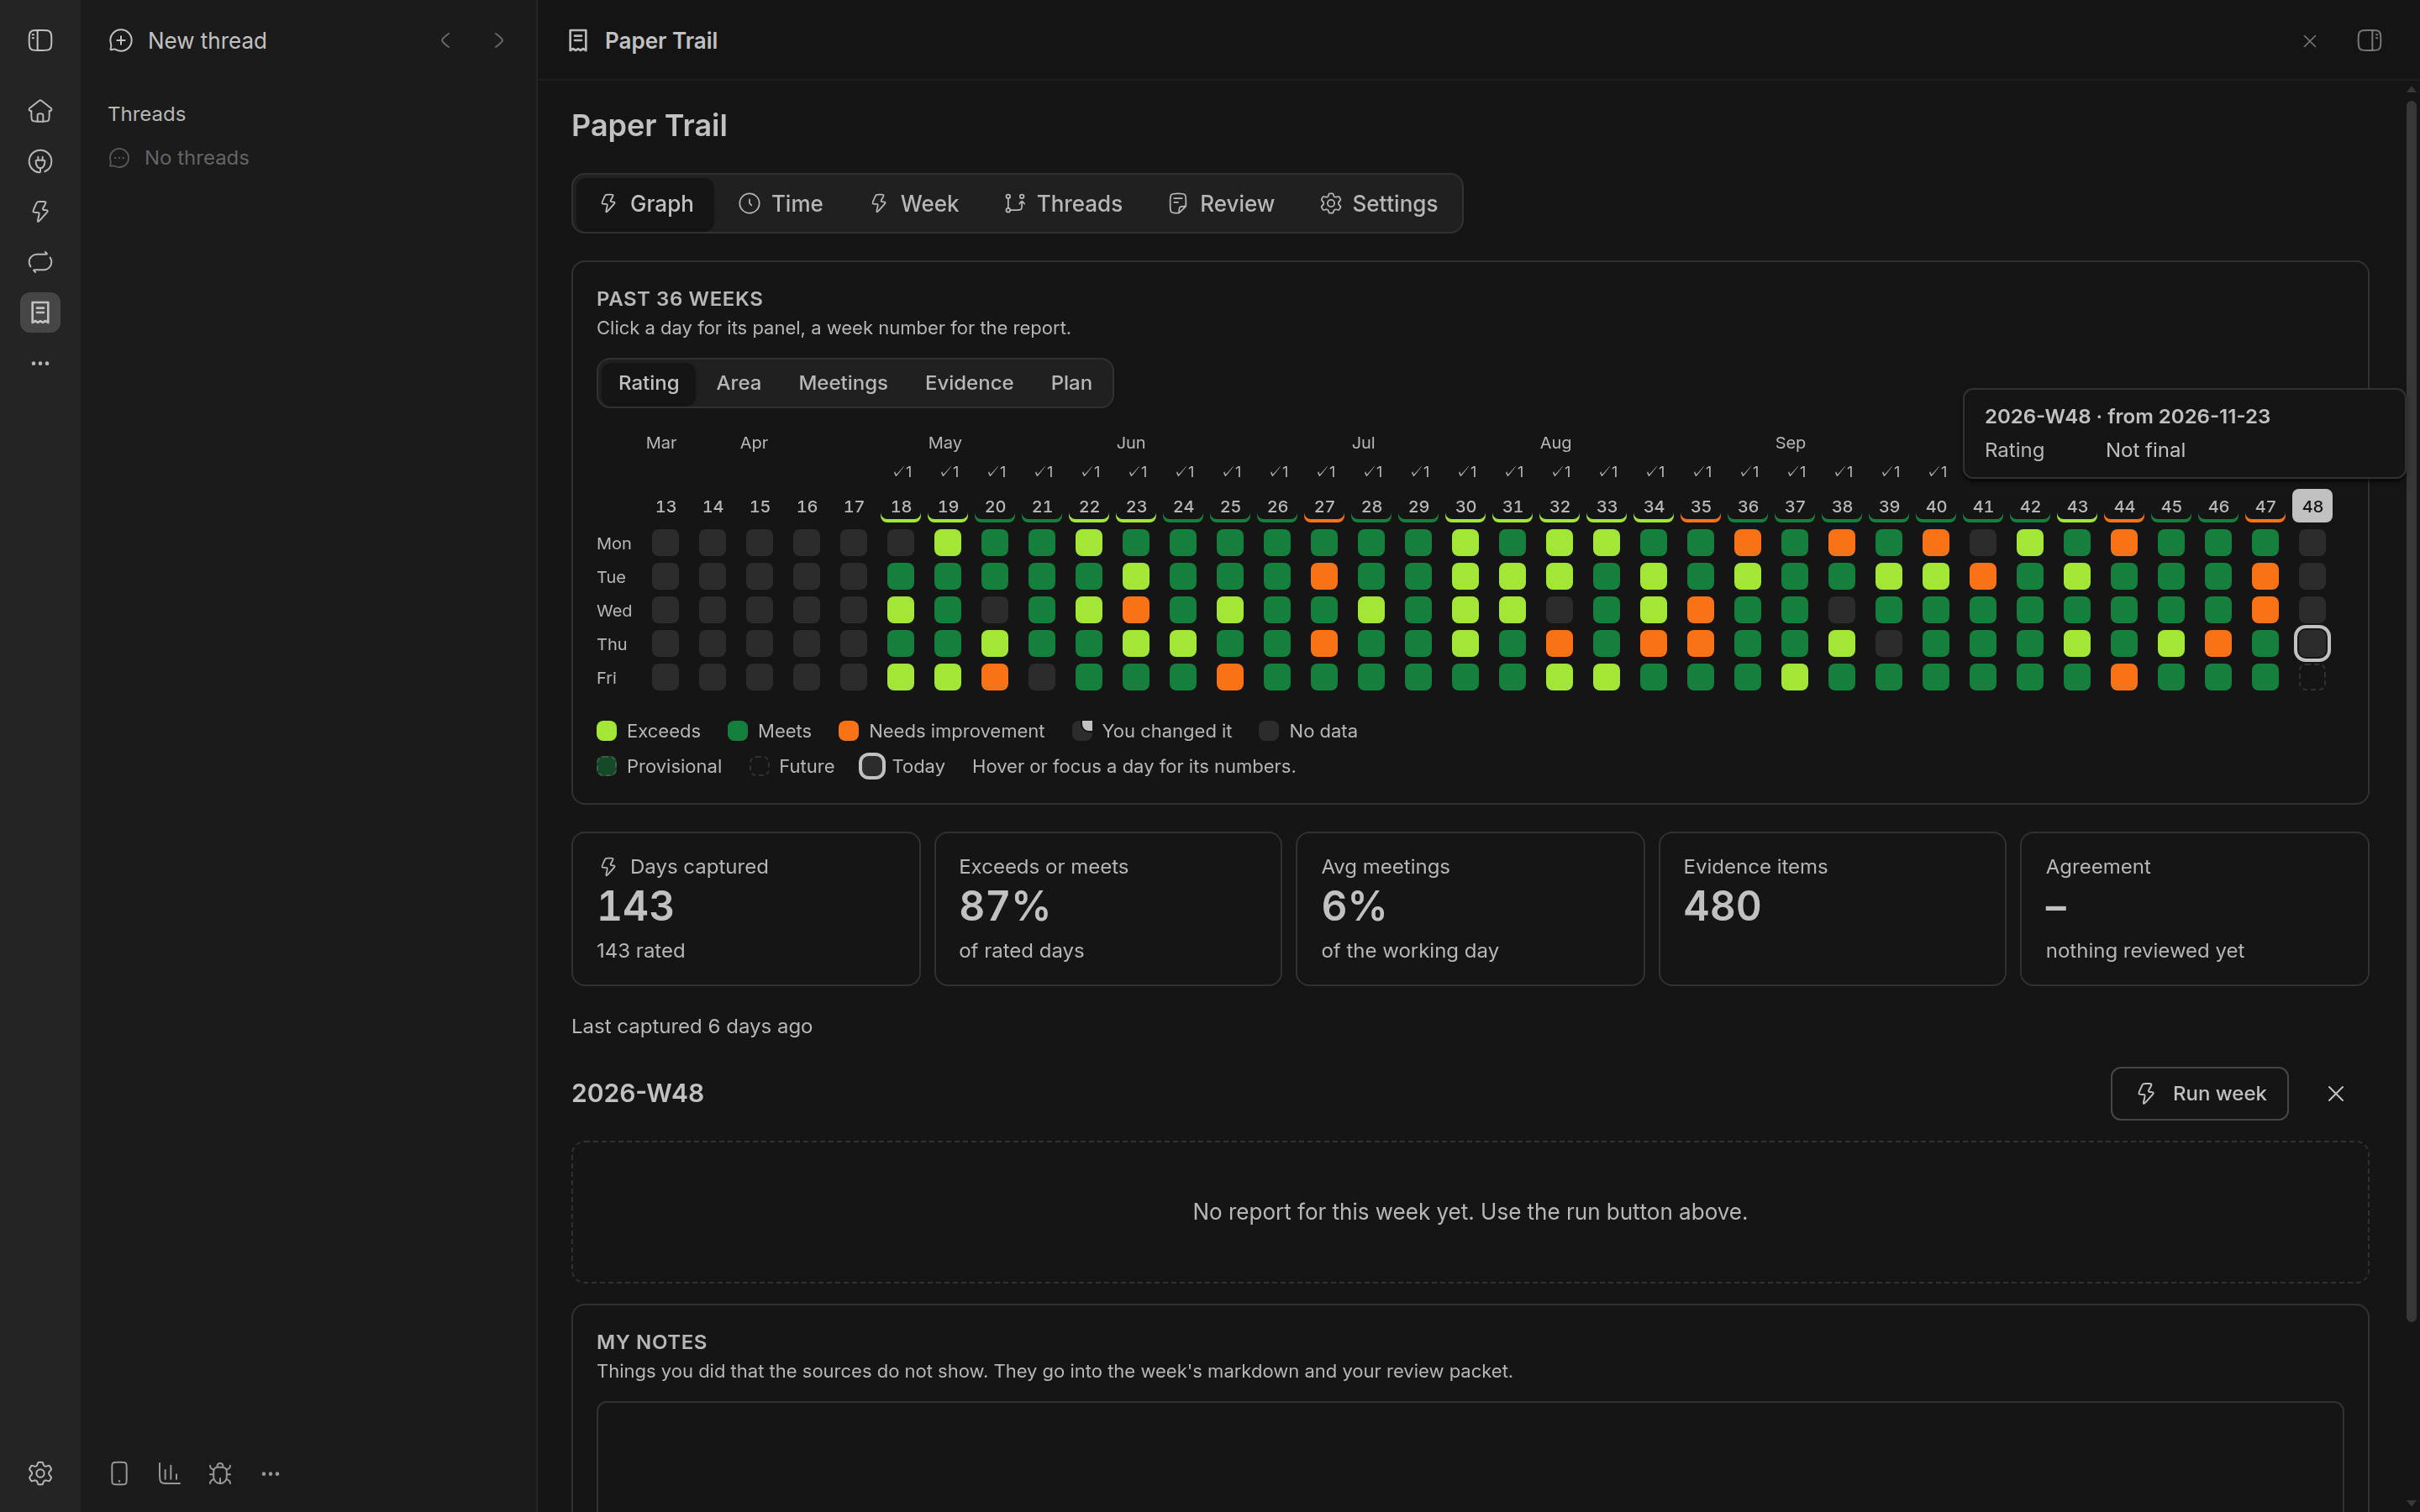 New thread
Threads
No threads
Paper Trail
Paper Trail
Graph Time Week Threads Review Settings
PAST 36 WEEKS
Click a day for its panel, a week number for the report.
Rating Area Meetings Evidence Plan
2026-W48 · from 2026-11-23
Rating Not final
Mar Apr May Jun Jul Aug Sep
✓1 ✓1 ✓1 ✓1 ✓1 ✓1 ✓1 ✓1 ✓1 ✓1 ✓1 ✓1 ✓1 ✓1 ✓1 ✓1 ✓1 ✓1 ✓1 ✓1 ✓1 ✓1 ✓1
13 14 15 16 17 18 19 20 21 22 23 24 25 26 27 28 29 30 31 32 33 34 35 36 37 38 39 40 41 42 43 44 45 46 47 48
Mon
Tue
Wed
Thu
Fri
Exceeds Meets Needs improvement You changed it No data
Provisional Future Today Hover or focus a day for its numbers.
Days captured
143
143 rated
Exceeds or meets
87%
of rated days
Avg meetings
6%
of the working day
Evidence items
480
Agreement
–
nothing reviewed yet
Last captured 6 days ago
2026-W48
Run week
No report for this week yet. Use the run button above.
MY NOTES
Things you did that the sources do not show. They go into the week's markdown and your review packet.